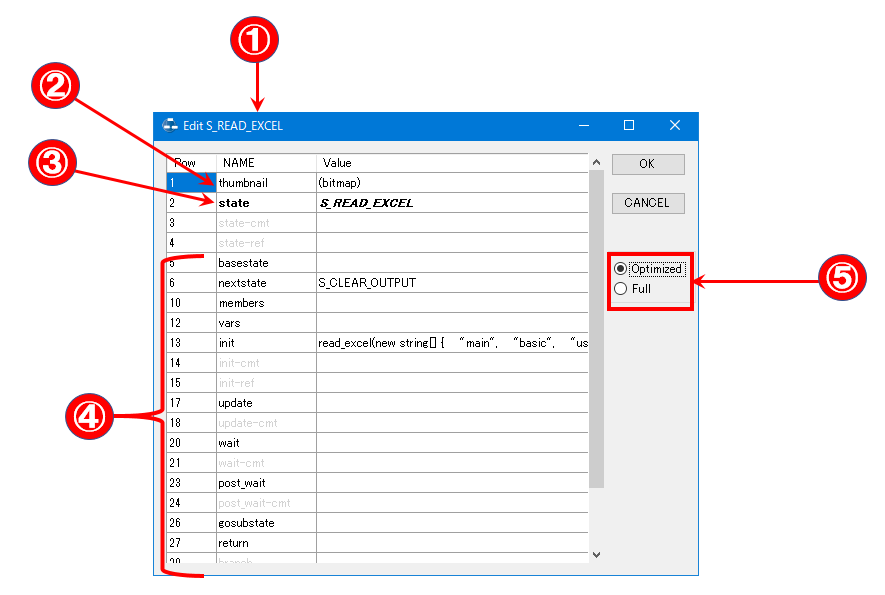 ①
②
③
Edit S_READ_EXCEL
Row NAME Value OK
1 thumbnail (bitmap)
2 state S_READ_EXCEL CANCEL
3 state-cmt
4 state-ref
5 basestate Optimized
6 nextstate S_CLEAR_OUTPUT Full
⑤
10 members
12 vars
13 init read_excel(new string[] { "main", "basic", "us
14 init-cmt
15 init-ref
17 update
④
18 update-cmt
20 wait
21 wait-cmt
23 post_wait
24 post_wait-cmt
26 gosubstate
27 return